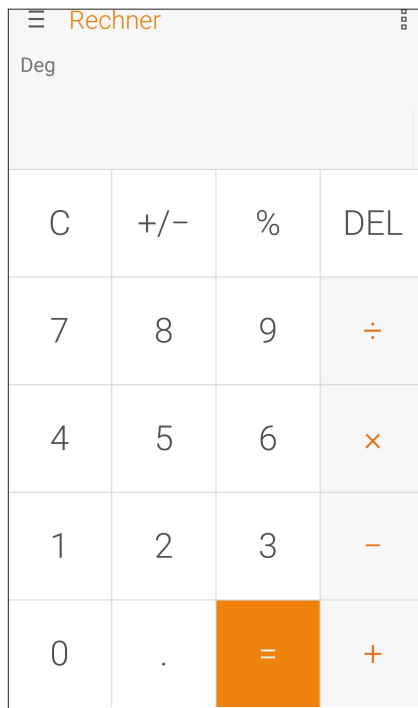 Rechner
Deg
C +/− % DEL
7 8 9 ÷
4 5 6 ×
1 2 3 −
0 . = +